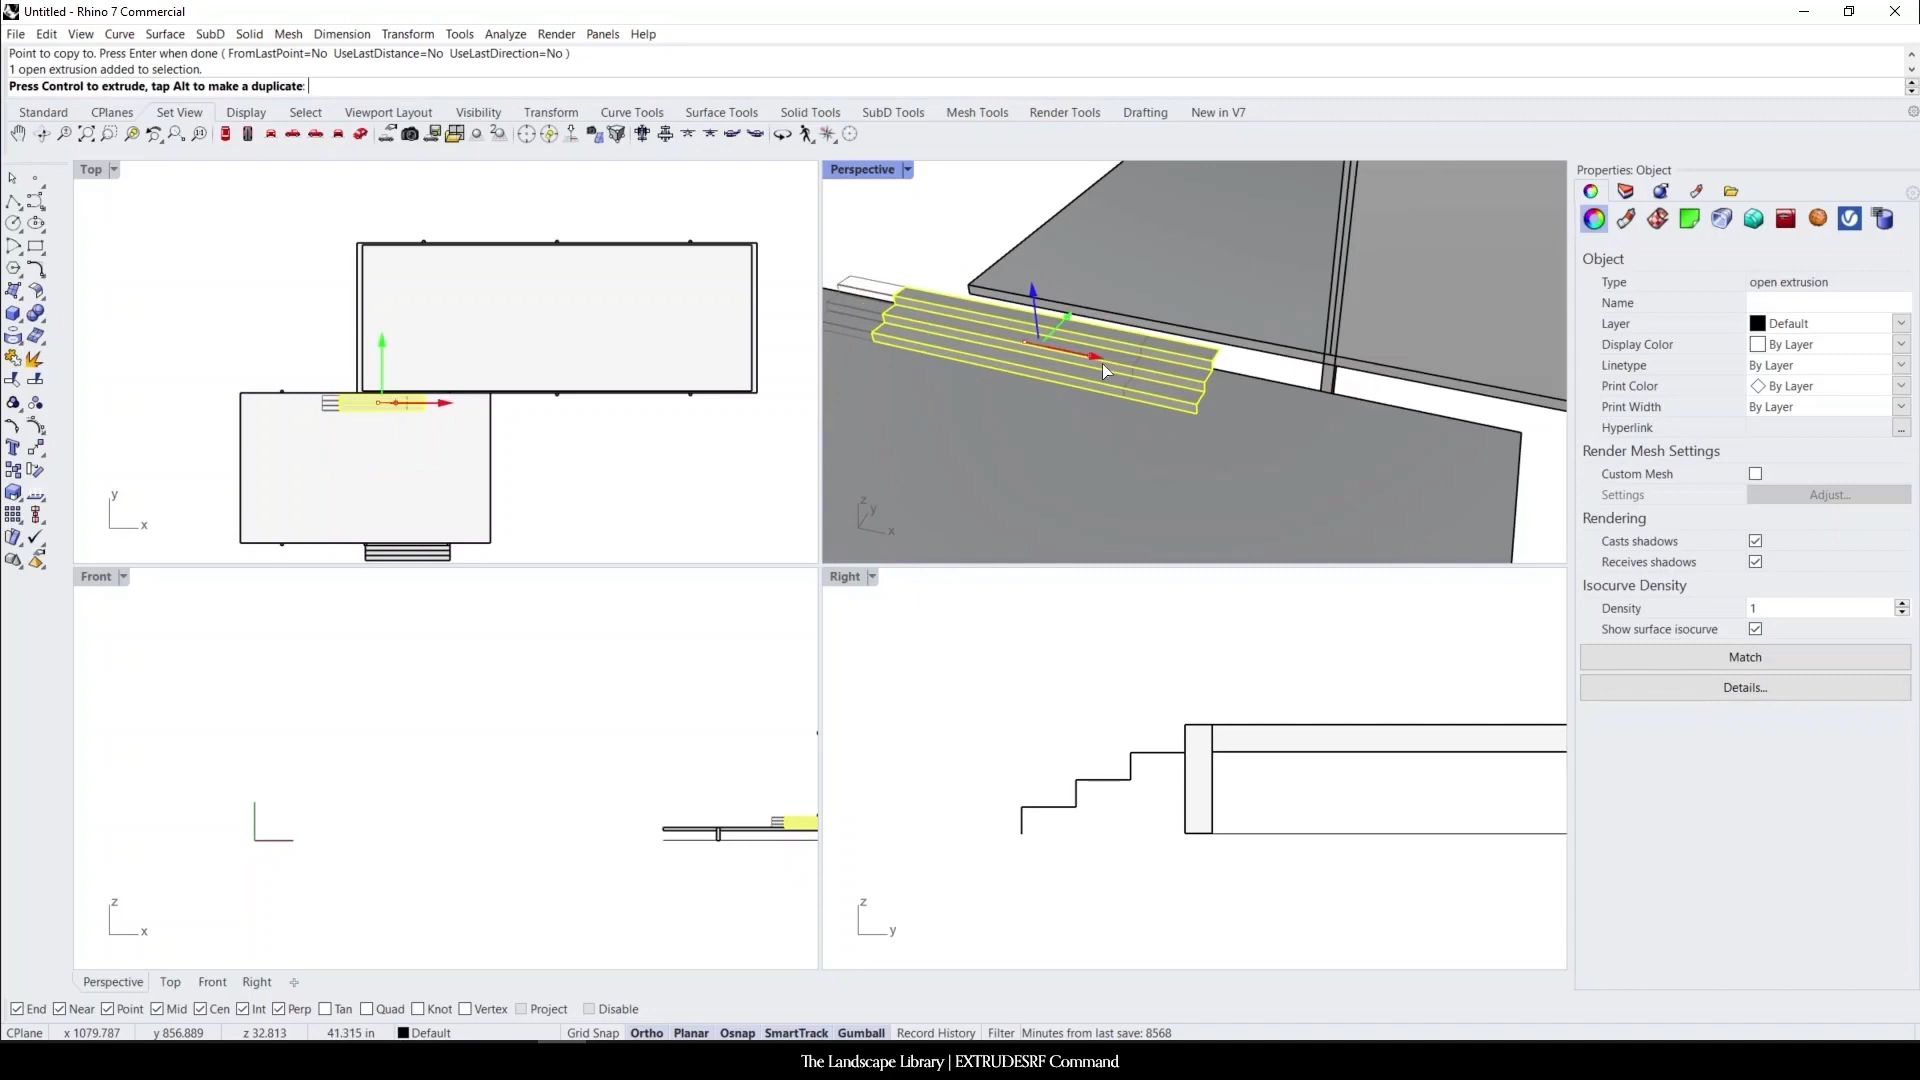 Untitled - Rhino 7 Commercial
File Edit View Curve Surface SubD Solid Mesh Dimension Transform Tools Analyze Render Panels Help
Point to copy to. Press Enter when done ( FromLastPoint=No UseLastDistance=No UseLastDirection=No )
1 open extrusion added to selection.
Press Control to extrude, tap Alt to make a duplicate:
Standard CPlanes Set View Display Select Viewport Layout Visibility Transform Curve Tools Surface Tools Solid Tools SubD Tools Mesh Tools Render Tools Drafting New in V7
Top
Perspective
Properties: Object
Object
Type open extrusion
Name
Layer Default
Display Color By Layer
Linetype By Layer
Print Color By Layer
Print Width By Layer
Hyperlink ...
Render Mesh Settings
Custom Mesh
Settings Adjust...
Rendering
Casts shadows
Receives shadows
Isocurve Density
Density 1
Show surface isocurve
Match
Details...
y
x
z
y
x
Front
Right
z
x
z
y
Perspective Top Front Right
End Near Point Mid Cen Int Perp Tan Quad Knot Vertex Project Disable
CPlane x 1079.787 y 856.889 z 32.813 41.315 in Default Grid Snap Ortho Planar Osnap SmartTrack Gumball Record History Filter Minutes from last save: 8568
The Landscape Library | EXTRUDESRF Command